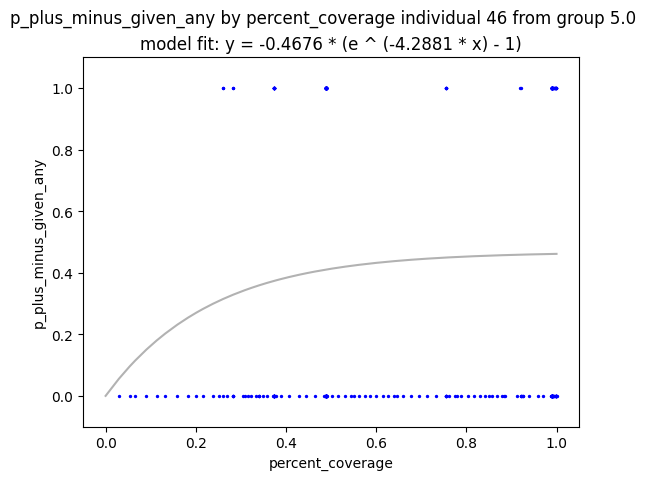 p_plus_minus_given_any by percent_coverage individual 46 from group 5.0
model fit: y = -0.4676 * (e ^ (-4.2881 * x) - 1)
1.0
0.8
0.6
0.4
0.2
0.0
p_plus_minus_given_any
0.0 0.2 0.4 0.6 0.8 1.0
percent_coverage